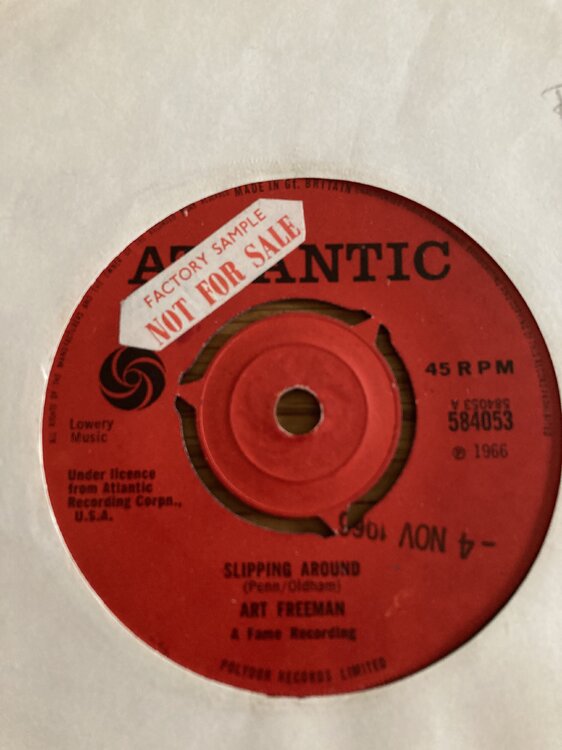 MADE IN GT. BRITAIN
ATLANTIC
FACTORY SAMPLE
NOT FOR SALE
45 RPM
584053 A
584053
℗ 1966
Lowery
Music
Under licence
from Atlantic
Recording Corpn.,
U.S.A.
- 4 NOV 1966
SLIPPING AROUND
(Penn/Oldham)
ART FREEMAN
A Fame Recording
POLYDOR RECORDS LIMITED